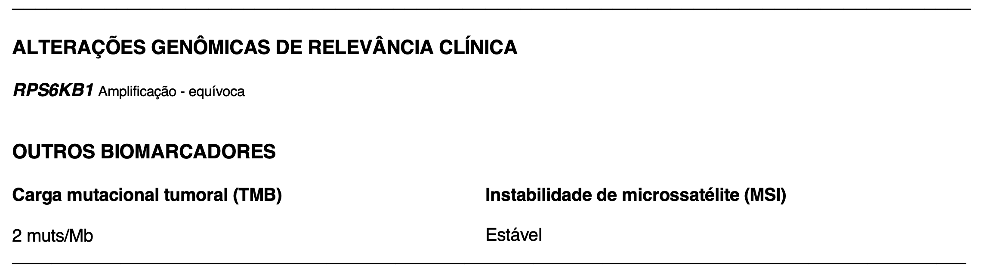 ALTERAÇÕES GENÔMICAS DE RELEVÂNCIA CLÍNICA
RPS6KB1 Amplificação - equívoca
OUTROS BIOMARCADORES
Carga mutacional tumoral (TMB)
Instabilidade de microssatélite (MSI)
2 muts/Mb
Estável